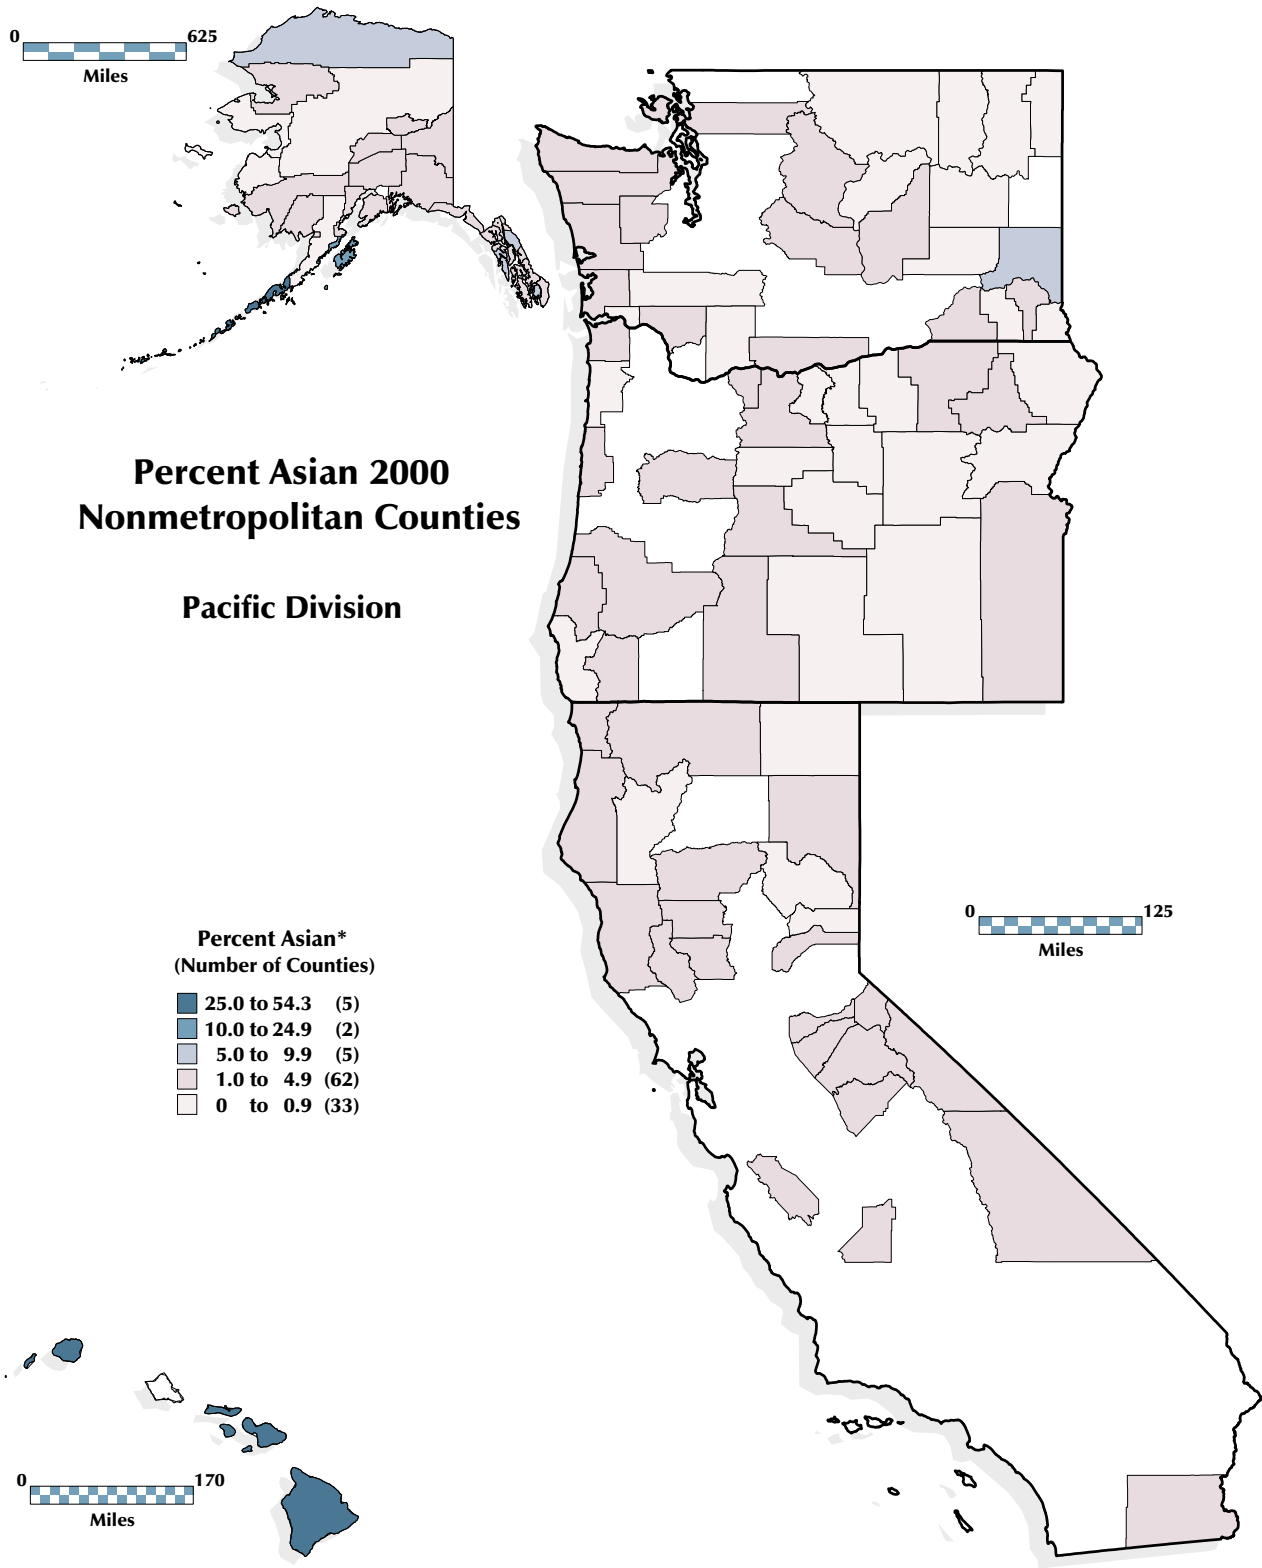 0 625
Miles
Percent Asian 2000
Nonmetropolitan Counties
Pacific Division
Percent Asian*
(Number of Counties)
25.0 to 54.3 (5)
10.0 to 24.9 (2)
5.0 to 9.9 (5)
1.0 to 4.9 (62)
0 to 0.9 (33)
0 125
Miles
0 170
Miles